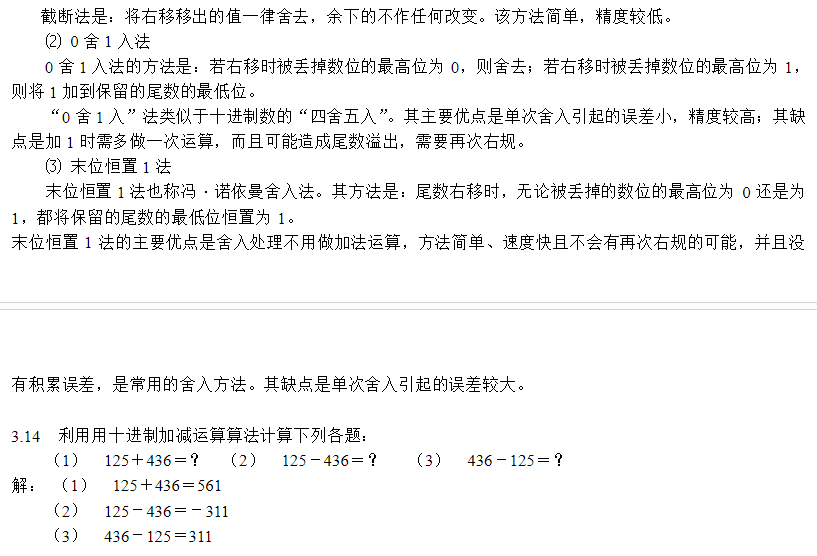 截断法是：将右移移出的值一律舍去，余下的不作任何改变。该方法简单，精度较低。
⑵ 0 舍 1 入法
0 舍 1 入法的方法是：若右移时被丢掉数位的最高位为 0，则舍去；若右移时被丢掉数位的最高位为 1，
则将 1 加到保留的尾数的最低位。
“0 舍 1 入”法类似于十进制数的“四舍五入”。其主要优点是单次舍入引起的误差小，精度较高；其缺
点是加 1 时需多做一次运算，而且可能造成尾数溢出，需要再次右规。
⑶ 末位恒置 1 法
末位恒置 1 法也称冯·诺依曼舍入法。其方法是：尾数右移时，无论被丢掉的数位的最高位为 0 还是为
1，都将保留的尾数的最低位恒置为 1。
末位恒置 1 法的主要优点是舍入处理不用做加法运算，方法简单、速度快且不会有再次右规的可能，并且没
有积累误差，是常用的舍入方法。其缺点是单次舍入引起的误差较大。
3.14 利用用十进制加减运算算法计算下列各题：
（1） 125＋436＝？ （2） 125－436＝？ （3） 436－125＝？
解： （1） 125＋436＝561
（2） 125－436＝－311
（3） 436－125＝311